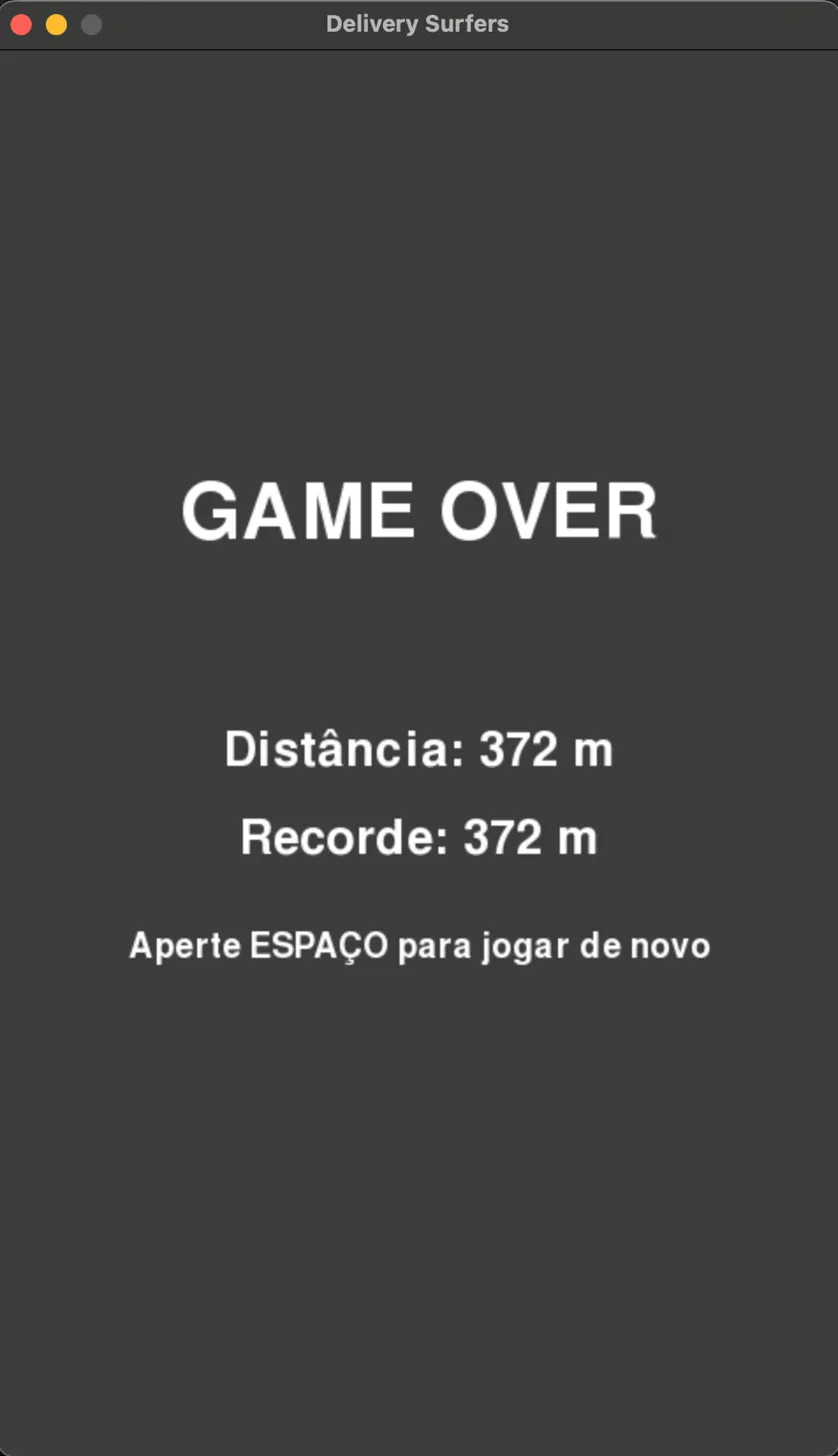 Delivery Surfers
GAME OVER
Distância: 372 m
Recorde: 372 m
Aperte ESPAÇO para jogar de novo